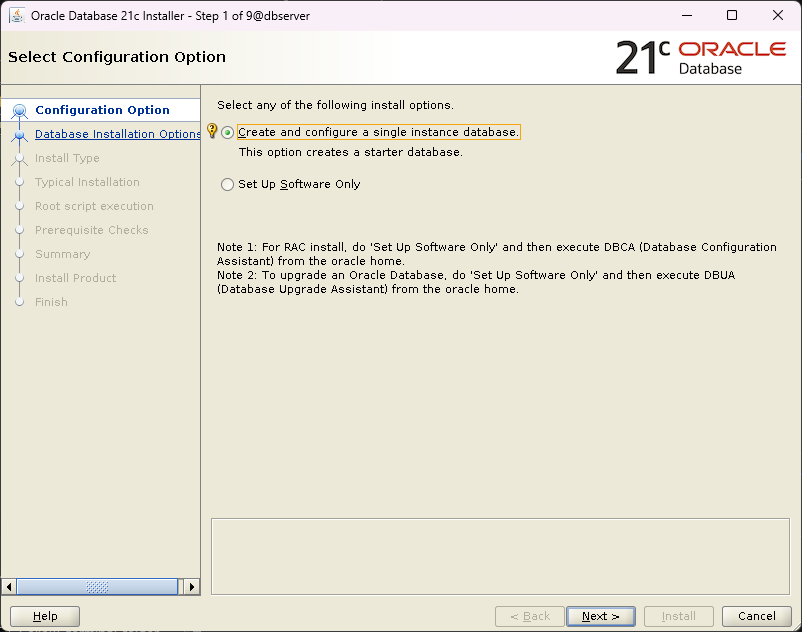 Oracle Database 21c Installer - Step 1 of 9@dbserver
Select Configuration Option
21c ORACLE
Database
Configuration Option
Database Installation Options
Install Type
Typical Installation
Root script execution
Prerequisite Checks
Summary
Install Product
Finish
Select any of the following install options.
Create and configure a single instance database.
This option creates a starter database.
Set Up Software Only
Note 1: For RAC install, do 'Set Up Software Only' and then execute DBCA (Database Configuration
Assistant) from the oracle home.
Note 2: To upgrade an Oracle Database, do 'Set Up Software Only' and then execute DBUA
(Database Upgrade Assistant) from the oracle home.
Help
< Back
Next >
Install
Cancel